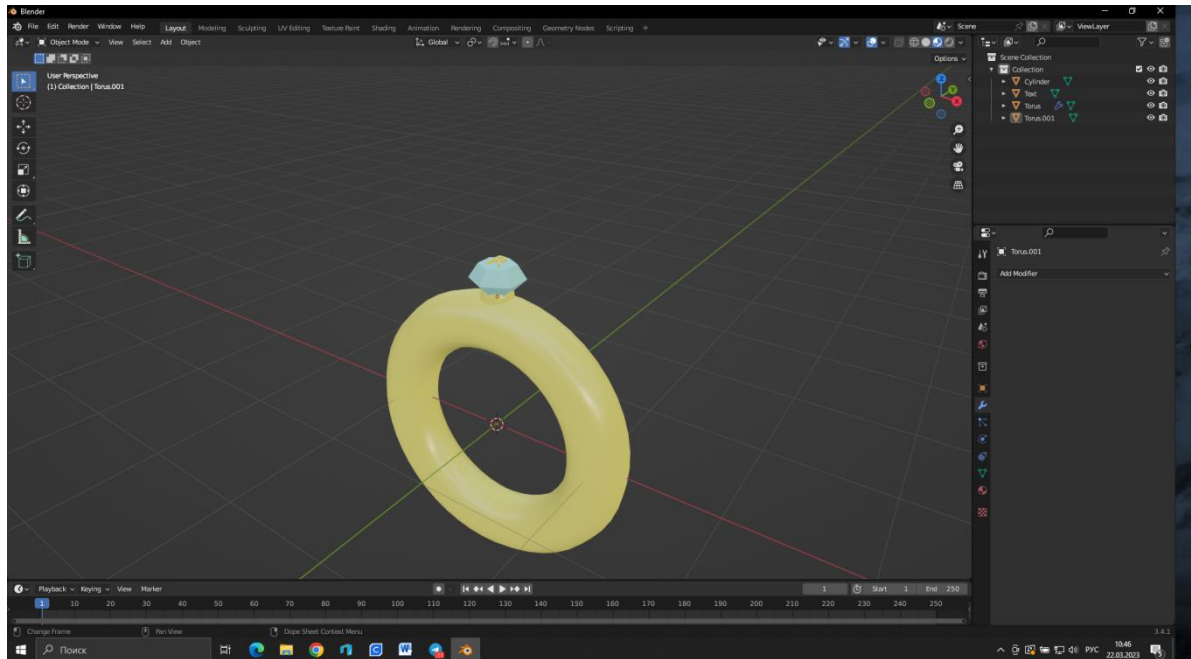 Blender
File Edit Render Window Help Layout Modeling Sculpting UV Editing Texture Paint Shading Animation Rendering Compositing Geometry Nodes Scripting + Scene ViewLayer
Object Mode View Select Add Object Global
Options
User Perspective
(1) Collection | Torus.001
Z
Y
X
Scene Collection
Collection
Cylinder
Text
Torus
Torus.001
Torus.001
Add Modifier
Playback Keying View Marker 1 Start 1 End 250
1 10 20 30 40 50 60 70 80 90 100 110 120 130 140 150 160 170 180 190 200 210 220 230 240 250
Change Frame Pan View Dope Sheet Context Menu 3.4.1
Поиск РУС 10:46
22.03.2023